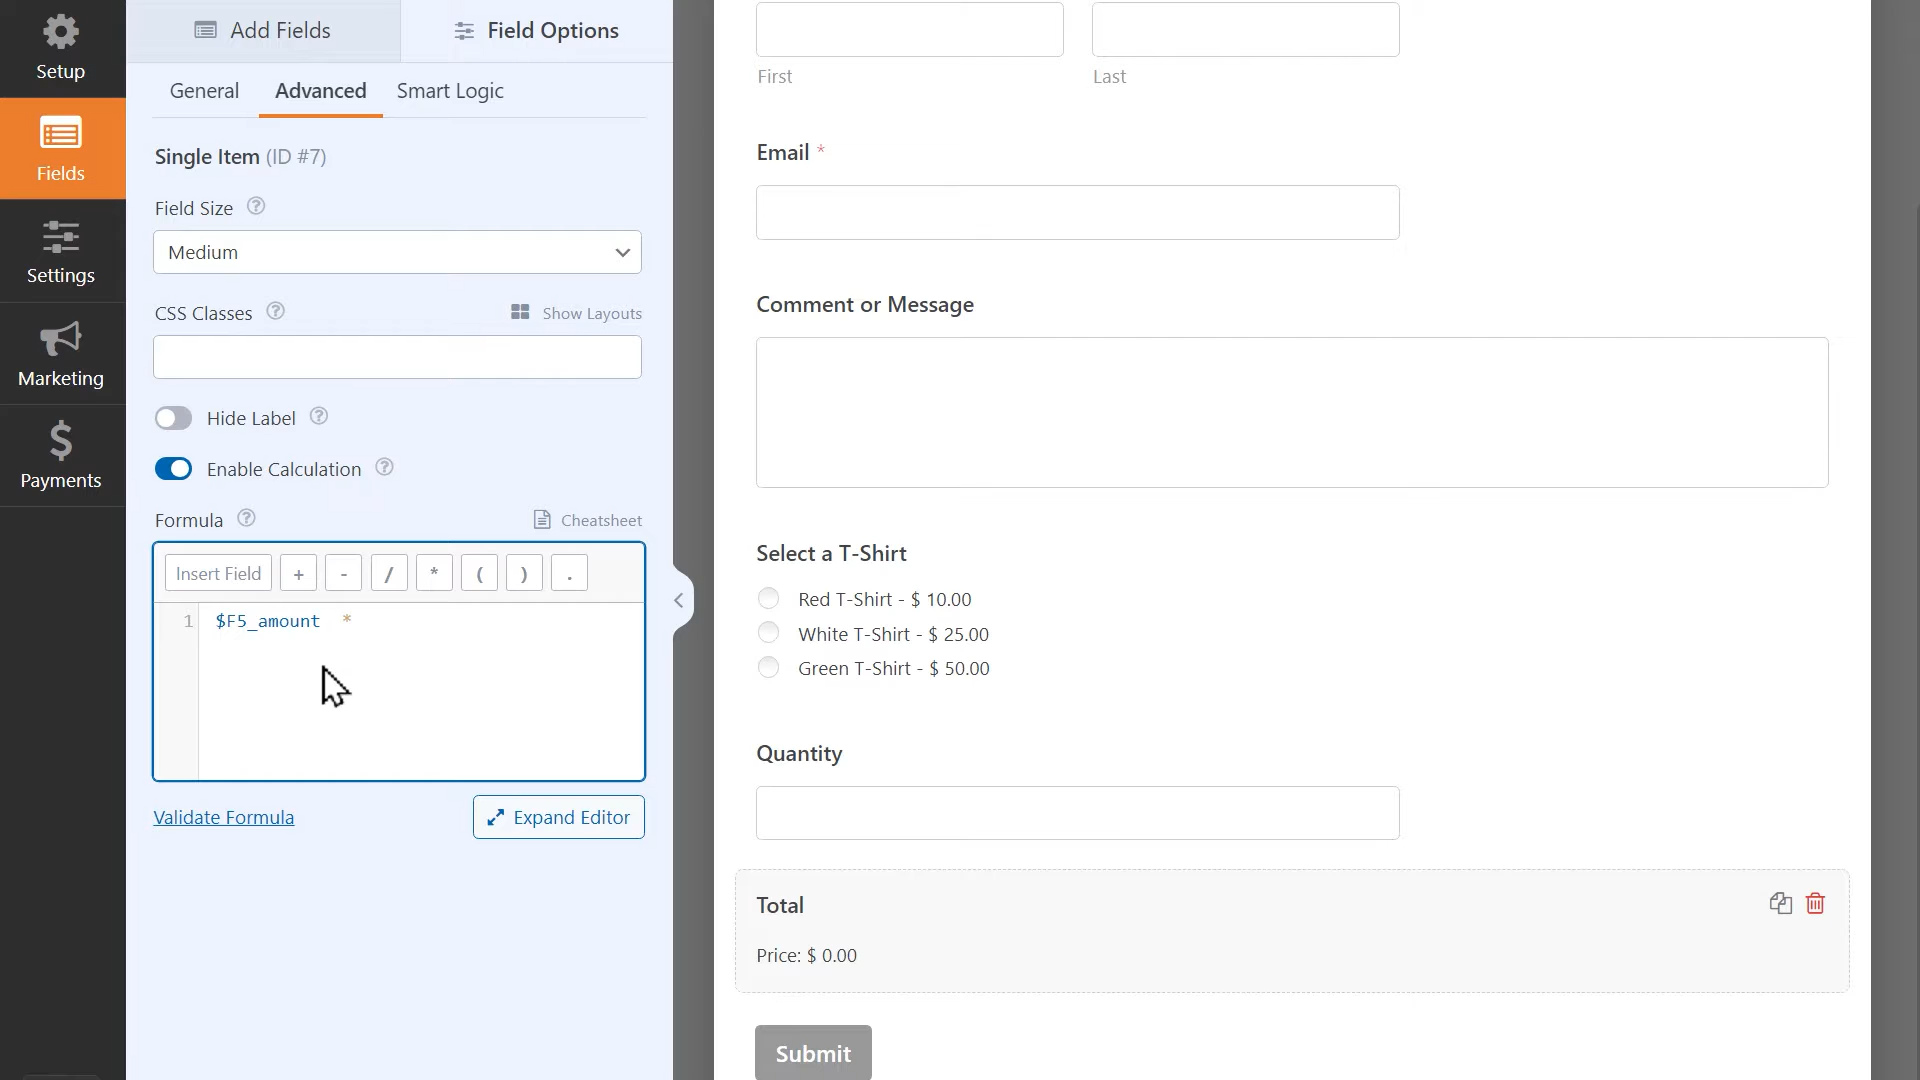 Setup
Fields
Settings
Marketing
Payments
Add Fields
Field Options
General
Advanced
Smart Logic
Single Item (ID #7)
Field Size
Medium
CSS Classes
Show Layouts
Hide Label
Enable Calculation
Formula
Cheatsheet
Insert Field + - / * ( ) .
1 $F5_amount *
Validate Formula
Expand Editor
First
Last
Email *
Comment or Message
Select a T-Shirt
Red T-Shirt - $ 10.00
White T-Shirt - $ 25.00
Green T-Shirt - $ 50.00
Quantity
Total
Price: $ 0.00
Submit